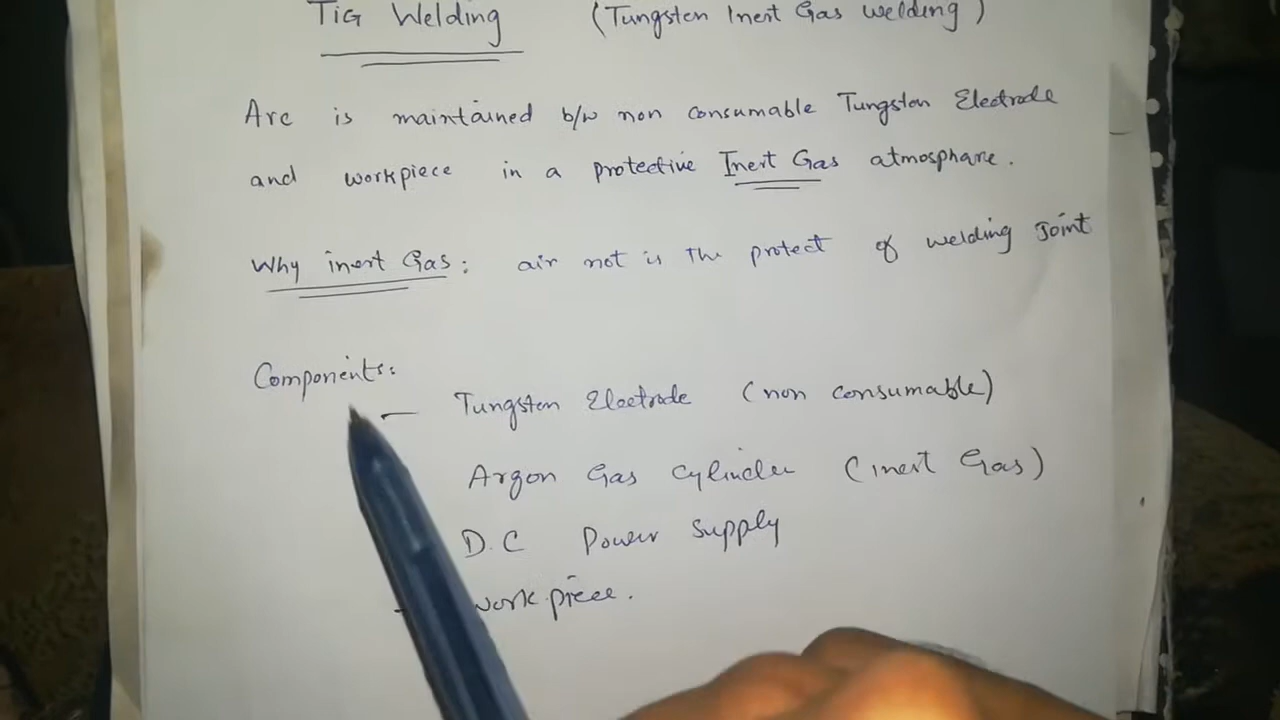 TiG Welding (Tungsten Inert Gas welding)
Arc is maintained b/w non consumable Tungsten Electrode
and workpiece in a protective Inert Gas atmosphare.
Why inert Gas: air not is the protect of welding Joint
Components:
— Tungsten Electrode (non consumable)
Argon Gas Cylinder (inert Gas)
D.C Power Supply
workpiece.